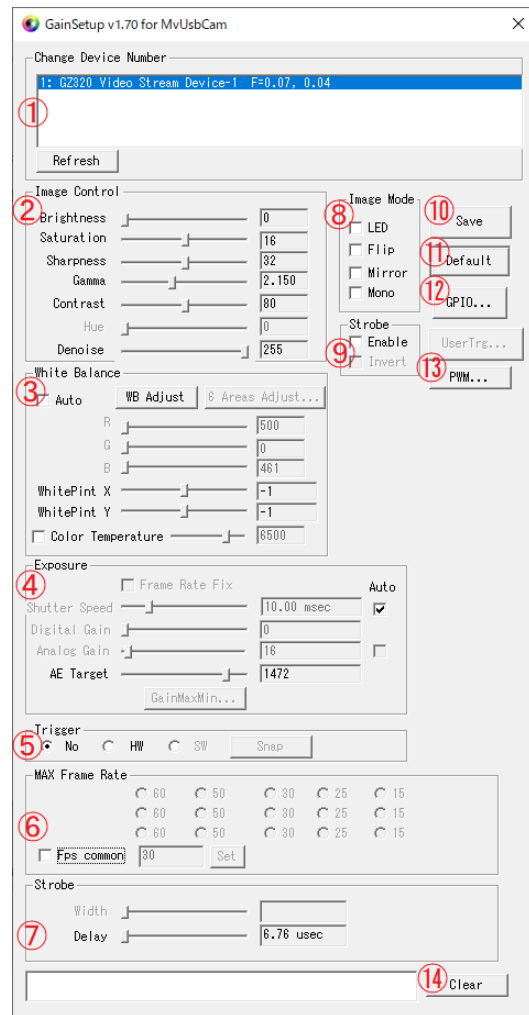 GainSetup v1.70 for MvUsbCam
Change Device Number
1: GZ320 Video Stream Device-1 F=0.07, 0.04
①
Refresh
Image Control
②
Brightness 0
Saturation 16
Sharpness 32
Gamma 2.150
Contrast 80
Hue 0
Denoise 255
Image Mode
⑧
LED
Flip
Mirror
Mono
Strobe
Enable
⑨
Invert
⑩ Save
⑪ Default
⑫ GPIO...
UserTrg...
⑬ PWM...
White Balance
③
Auto WB Adjust 6 Areas Adjust...
R 500
G 0
B 461
WhitePint X -1
WhitePint Y -1
Color Temperature 6500
Exposure
④
Frame Rate Fix Auto
Shutter Speed 10.00 msec
Digital Gain 0
Analog Gain 16
AE Target 1472
GainMaxMin...
Trigger
⑤ No HW SW Snap
MAX Frame Rate
60 50 30 25 15
60 50 30 25 15
60 50 30 25 15
⑥
Fps common 30 Set
Strobe
Width
⑦ Delay 6.76 usec
⑭ Clear